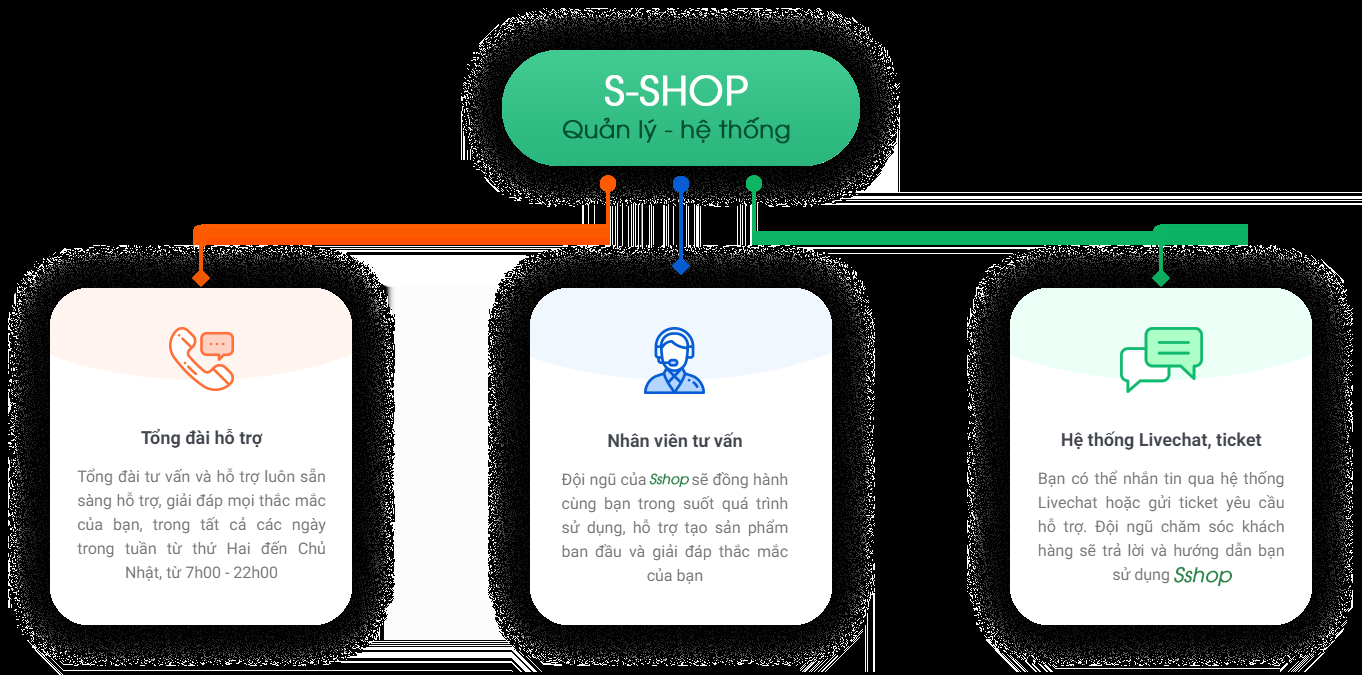 S-SHOP
Quản lý - hệ thống
Tổng đài hỗ trợ
Tổng đài tư vấn và hỗ trợ luôn sẵn
sàng hỗ trợ, giải đáp mọi thắc mắc
của bạn, trong tất cả các ngày
trong tuần từ thứ Hai đến Chủ
Nhật, từ 7h00 - 22h00
Nhân viên tư vấn
Đội ngũ của Sshop sẽ đồng hành
cùng bạn trong suốt quá trình
sử dụng, hỗ trợ tạo sản phẩm
ban đầu và giải đáp thắc mắc
của bạn
Hệ thống Livechat, ticket
Bạn có thể nhắn tin qua hệ thống
Livechat hoặc gửi ticket yêu cầu
hỗ trợ. Đội ngũ chăm sóc khách
hàng sẽ trả lời và hướng dẫn bạn
sử dụng Sshop